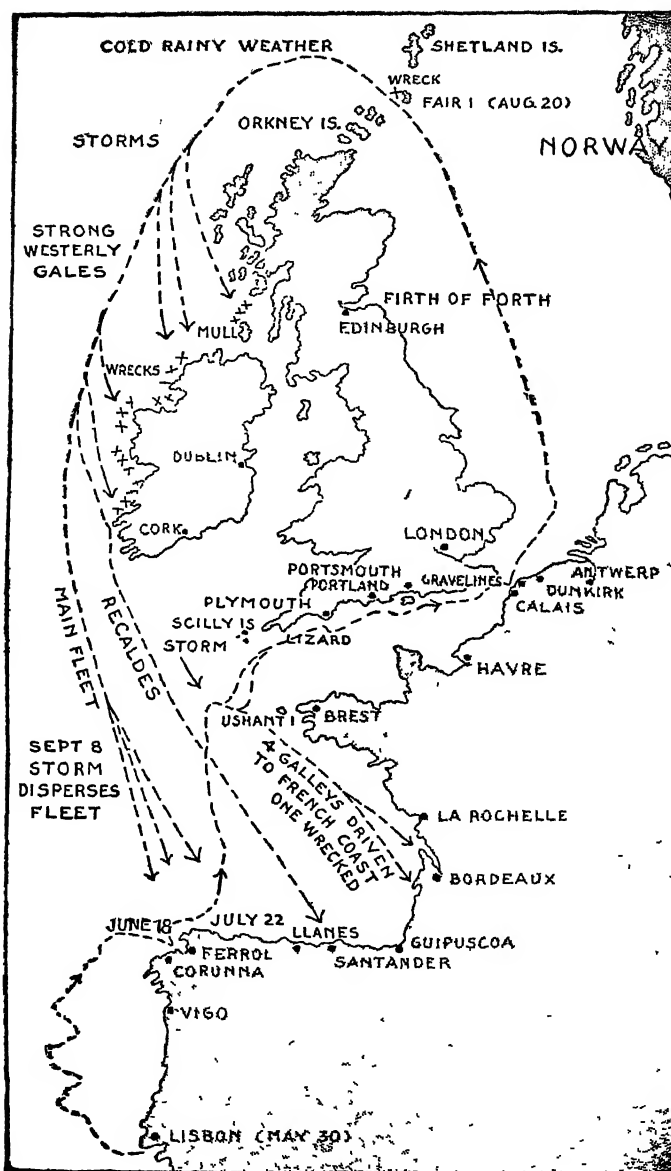 COLD RAINY WEATHER
SHETLAND IS.
WRECK
FAIR I (AUG. 20)
ORKNEY IS.
NORWAY
STORMS
STRONG
WESTERLY
GALES
FIRTH OF FORTH
EDINBURGH
MULL
WRECKS
DUBLIN
CORK
LONDON
PORTSMOUTH
PORTLAND
GRAVELINES
ANTWERP
DUNKIRK
CALAIS
PLYMOUTH
SCILLY IS
LIZARD
STORM
HAVRE
MAIN FLEET
RECALDES
USHANT I
BREST
4 GALLEYS DRIVEN
TO FRENCH COAST
ONE WRECKED
SEPT 8
STORM
DISPERSES
FLEET
LA ROCHELLE
BORDEAUX
JUNE 18
JULY 22
LLANES
GUIPUSCOA
FERROL
SANTANDER
CORUNNA
VIGO
LISBON (MAY 30)